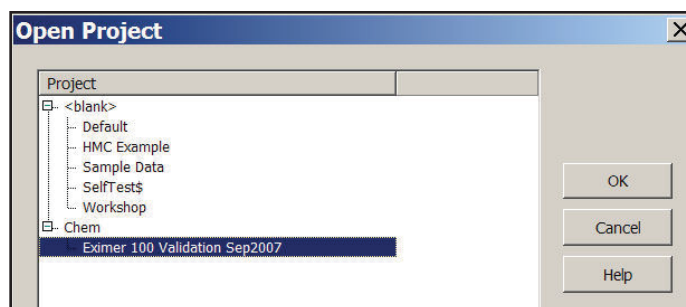 Open Project
Project
<blank>
Default
HMC Example
Sample Data
SelfTest$
Workshop
Chem
Eximer 100 Validation Sep2007
OK
Cancel
Help